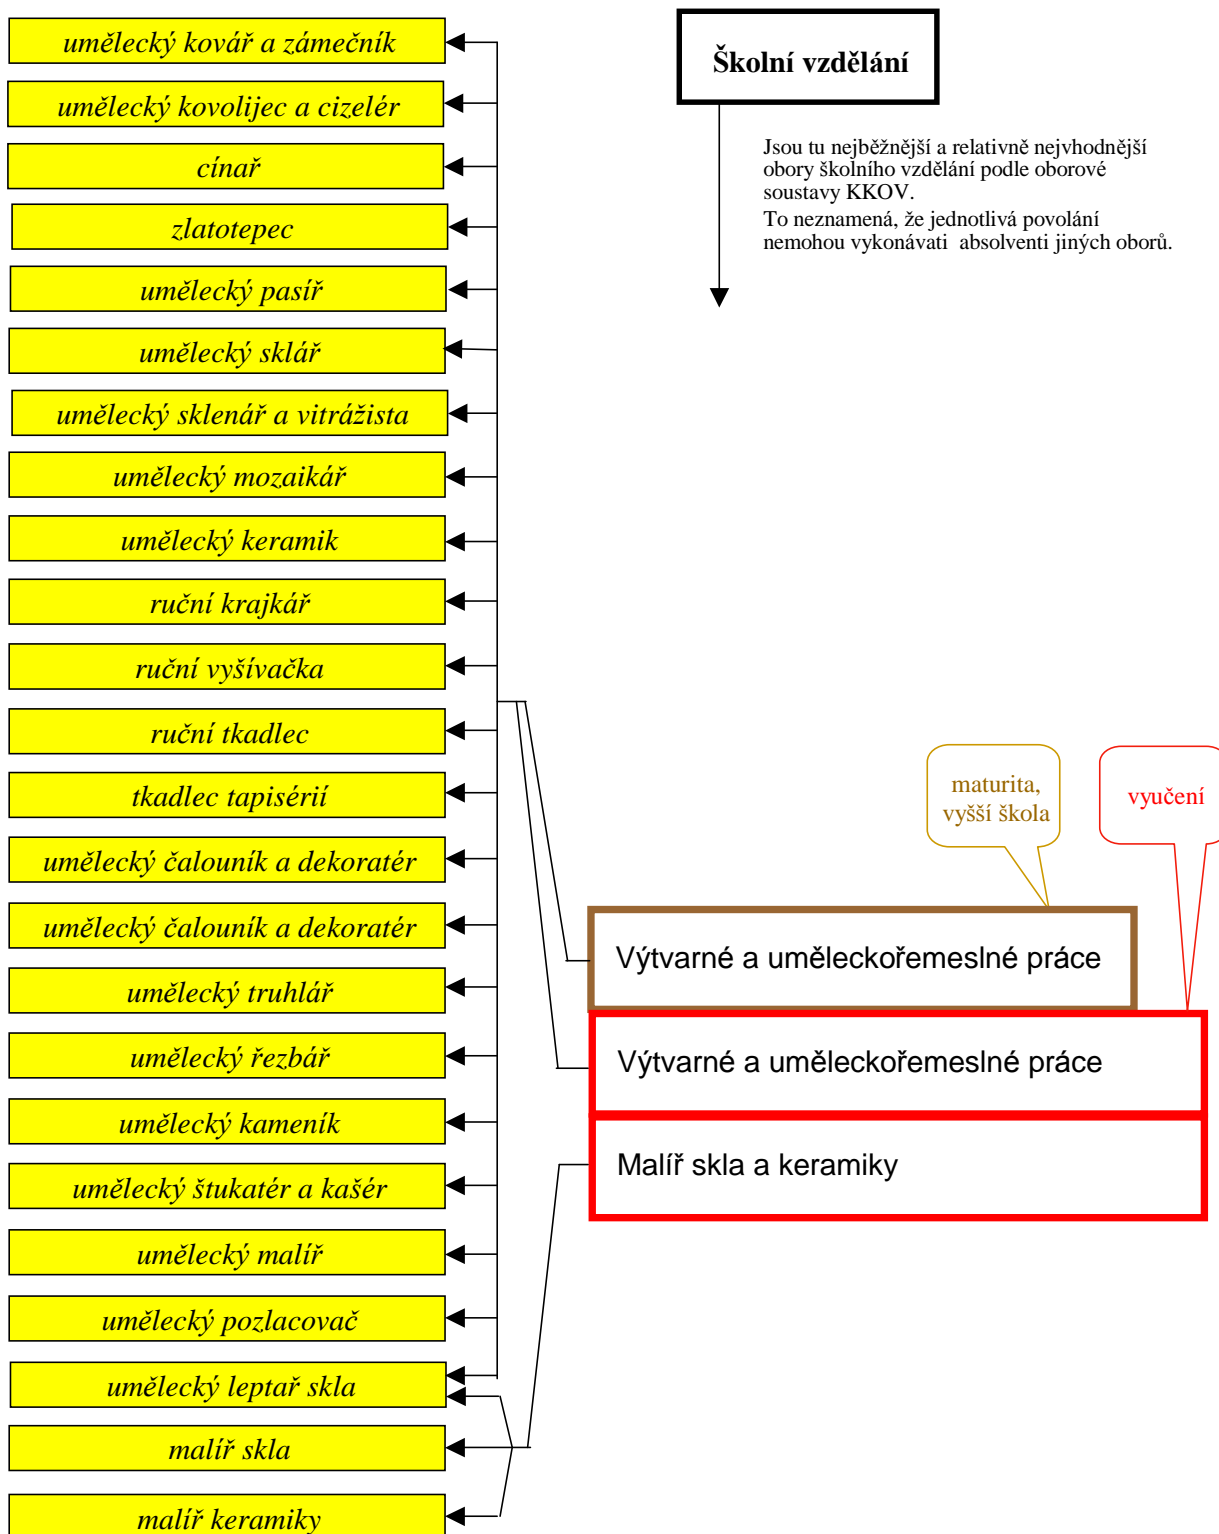 umělecký kovář a zámečník
umělecký kovolijec a cizelér
cínař
zlatotepec
umělecký pasíř
umělecký sklář
umělecký sklenář a vitrážista
umělecký mozaikář
umělecký keramik
ruční krajkář
ruční vyšívačka
ruční tkadlec
tkadlec tapisérií
umělecký čalouník a dekoratér
umělecký čalouník a dekoratér
umělecký truhlář
umělecký řezbář
umělecký kameník
umělecký štukatér a kašér
umělecký malíř
umělecký pozlacovač
umělecký leptař skla
malíř skla
malíř keramiky
Školní vzdělání
Jsou tu nejběžnější a relativně nejvhodnější
obory školního vzdělání podle oborové
soustavy KKOV.
To neznamená, že jednotlivá povolání
nemohou vykonávati absolventi jiných oborů.
maturita,
vyšší škola
vyučení
Výtvarné a uměleckořemeslné práce
Výtvarné a uměleckořemeslné práce
Malíř skla a keramiky